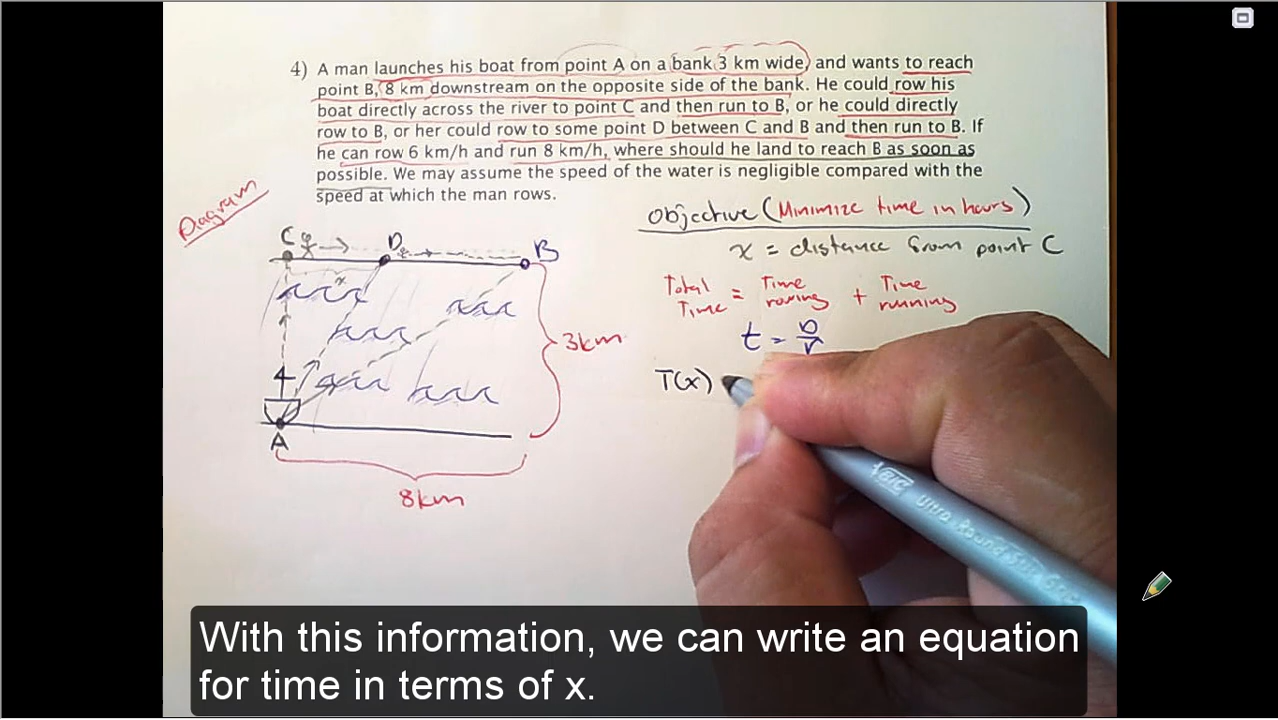 4) A man launches his boat from point A on a bank 3 km wide, and wants to reach
point B, 8 km downstream on the opposite side of the bank. He could row his
boat directly across the river to point C and then run to B, or he could directly
row to B, or her could row to some point D between C and B and then run to B. If
he can row 6 km/h and run 8 km/h, where should he land to reach B as soon as
possible. We may assume the speed of the water is negligible compared with the
speed at which the man rows.
Diagram
Objective (Minimize time in hours)
x = distance from point C
Total Time = Time rowing + Time running
t = D/r
T(x)
C
D
B
x
3km
A
8km
BIC Ultra Round Stic Grip
With this information, we can write an equation
for time in terms of x.